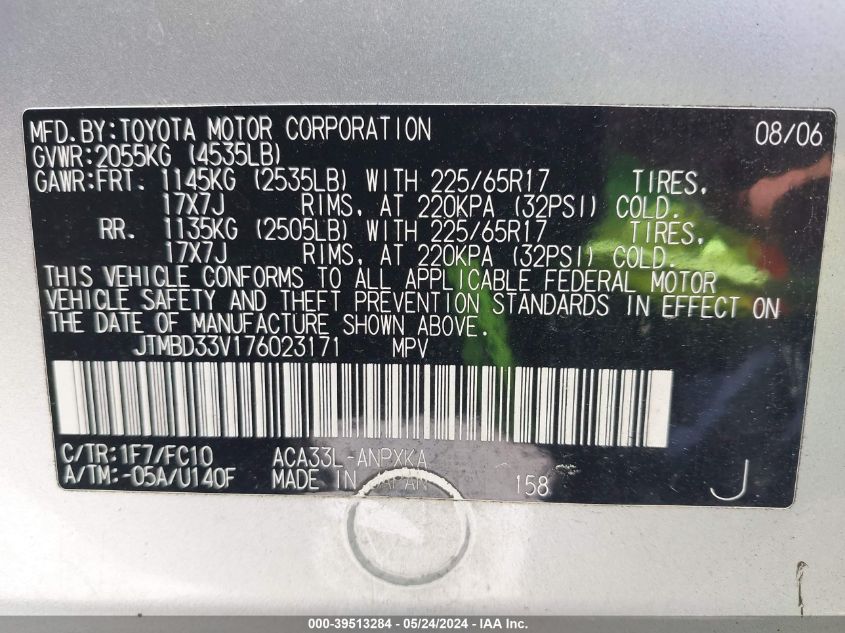 MFD.BY:TOYOTA MOTOR CORPORATION 08/06
GVWR:2055KG (4535LB)
GAWR:FRT. 1145KG (2535LB) WITH 225/65R17 TIRES,
17X7J RIMS, AT 220KPA (32PSI) COLD.
RR. 1135KG (2505LB) WITH 225/65R17 TIRES,
17X7J RIMS, AT 220KPA (32PSI) COLD.
THIS VEHICLE CONFORMS TO ALL APPLICABLE FEDERAL MOTOR
VEHICLE SAFETY AND THEFT PREVENTION STANDARDS IN EFFECT ON
THE DATE OF MANUFACTURE SHOWN ABOVE.
JTMBD33V176023171 MPV
C/TR:1F7/FC10 ACA33L-ANPXKA
A/TM:-05A/U140F MADE IN JAPAN 158 J
000-39513284 - 05/24/2024 - IAA Inc.